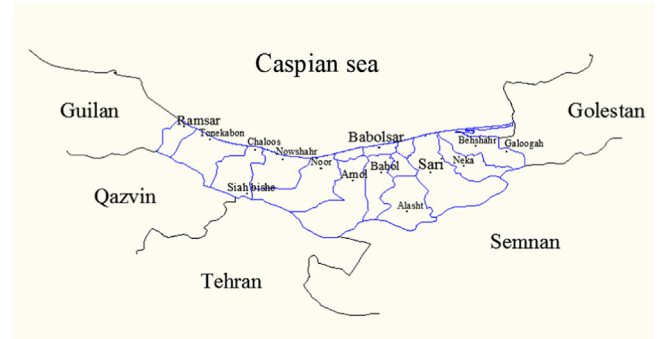 Caspian sea
Guilan
Golestan
Ramsar
Tonekabon
Chaloos
Nowshahr
Babolsar
Behshahr
Galoogah
Noor
Amol
Babol
Sari
Neka
Siah bishe
Qazvin
Alasht
Semnan
Tehran